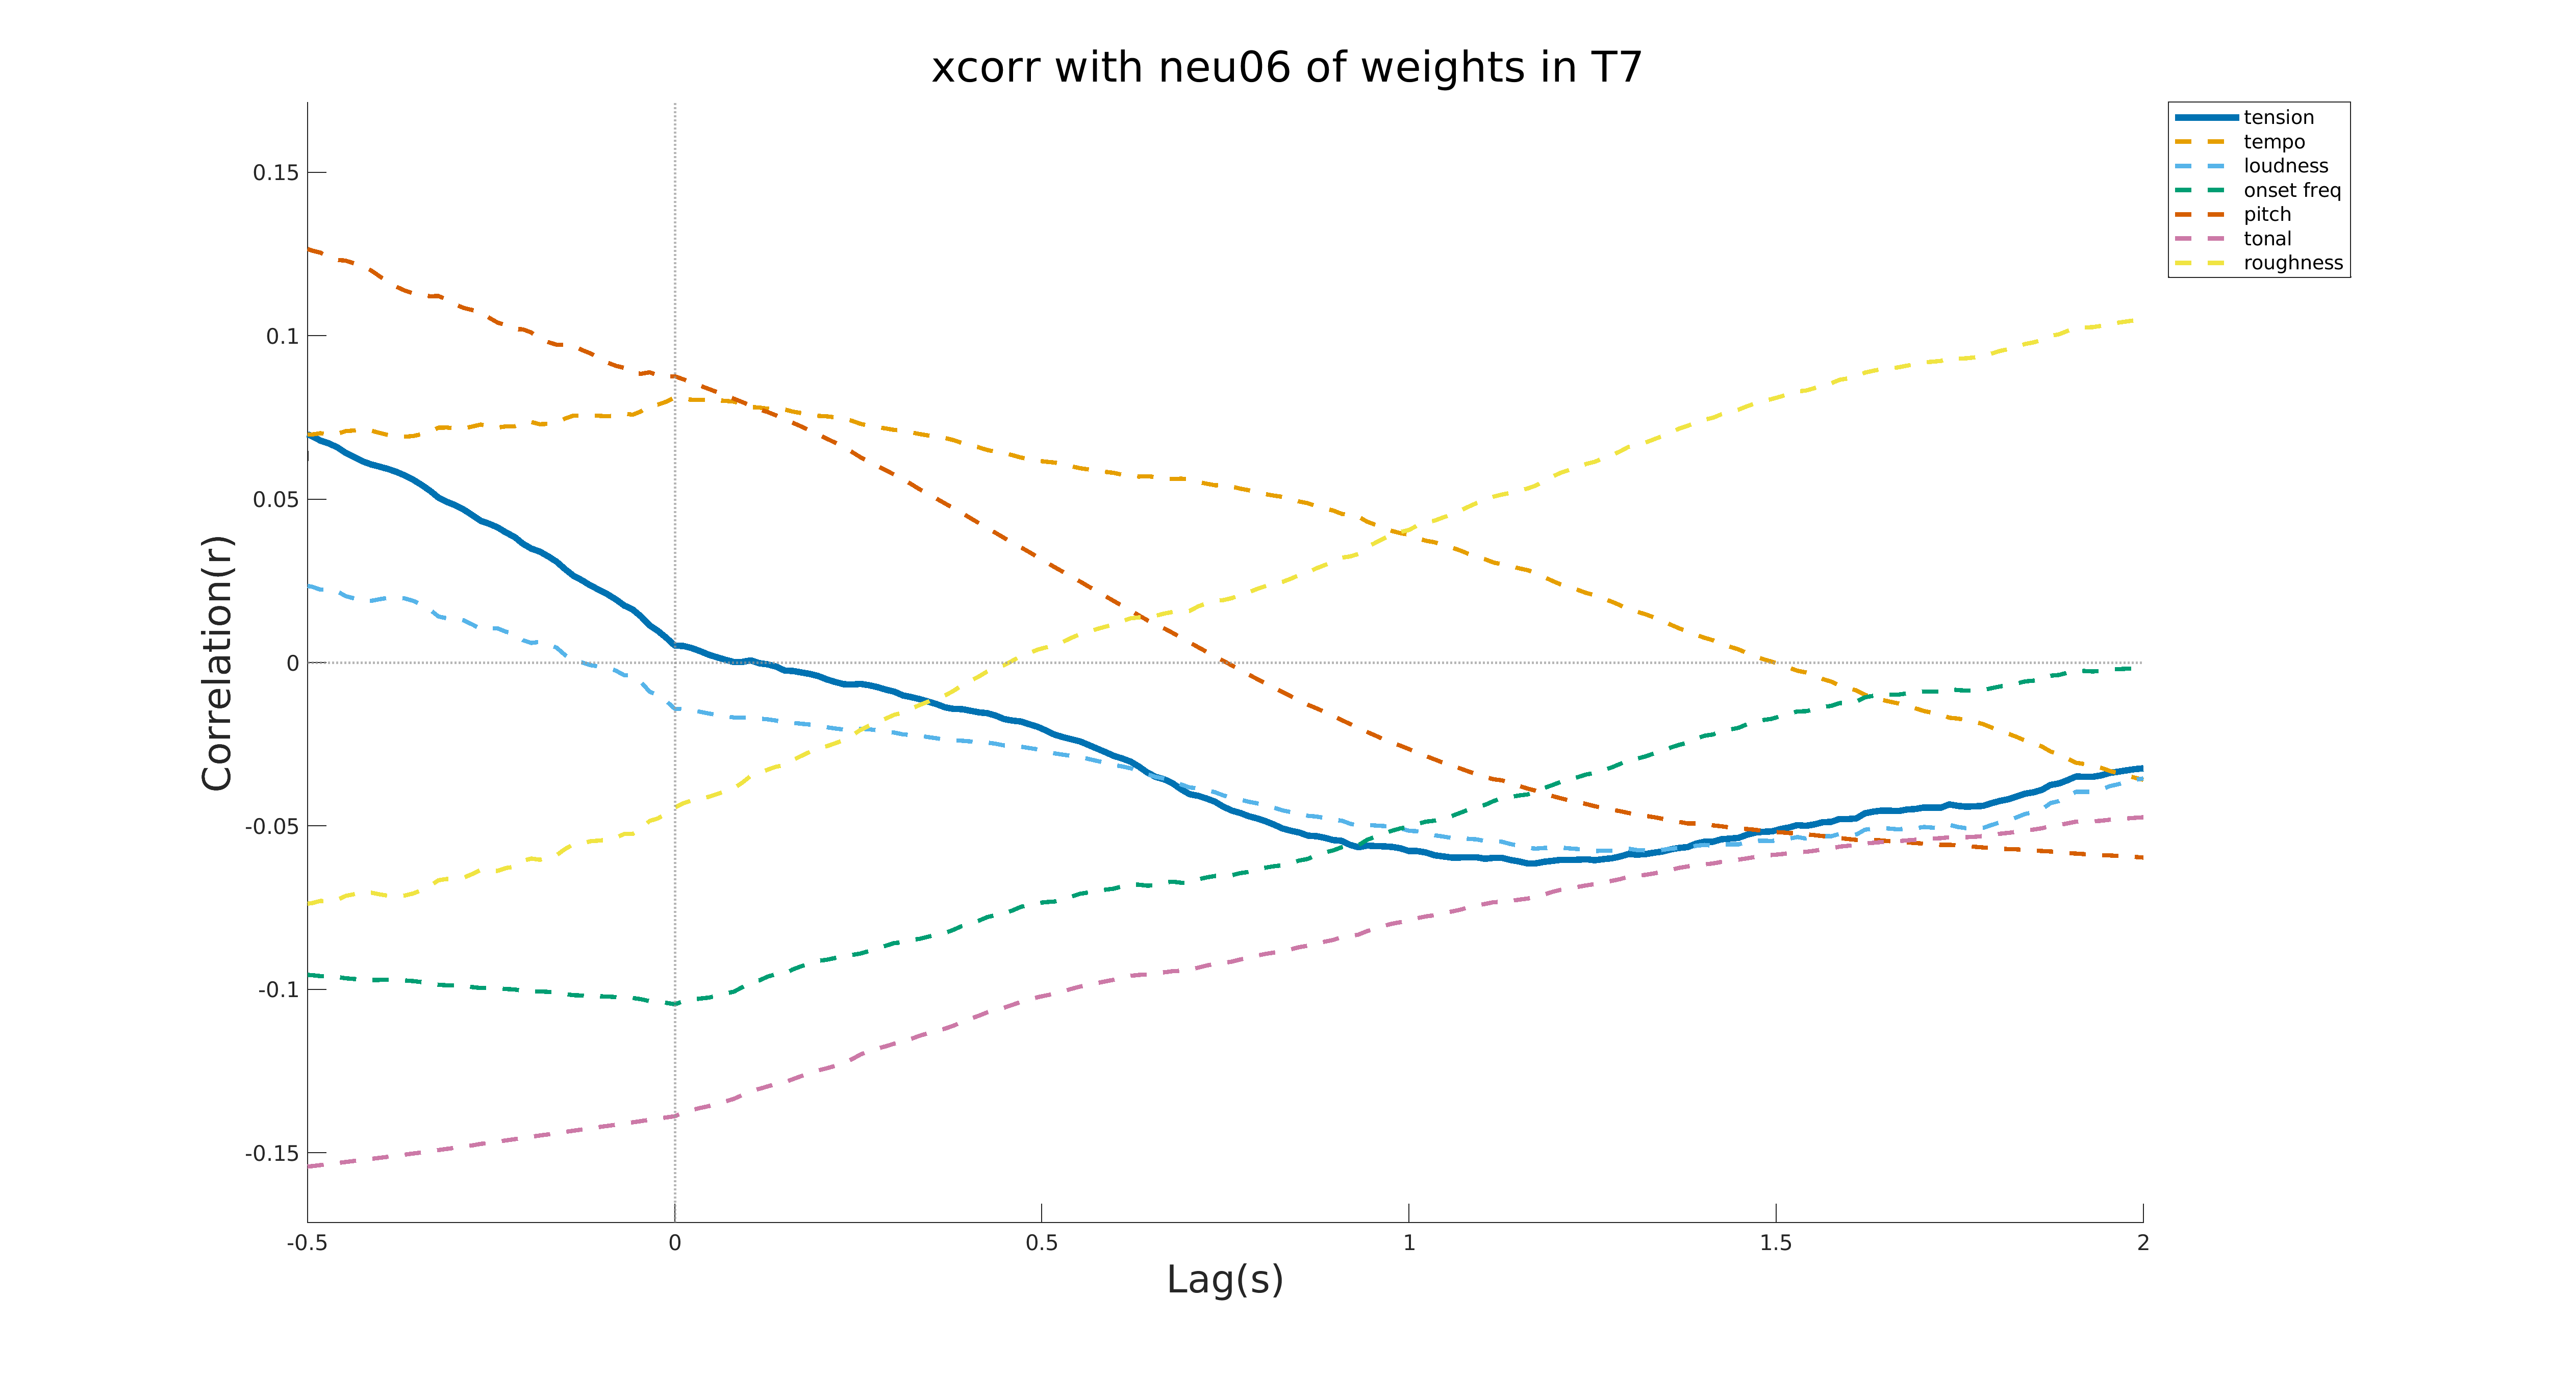 xcorr with neu06 of weights in T7
tension
tempo
loudness
onset freq
pitch
tonal
roughness
Correlation(r)
0.15
0.1
0.05
0
-0.05
-0.1
-0.15
-0.5
0
0.5
1
1.5
2
Lag(s)